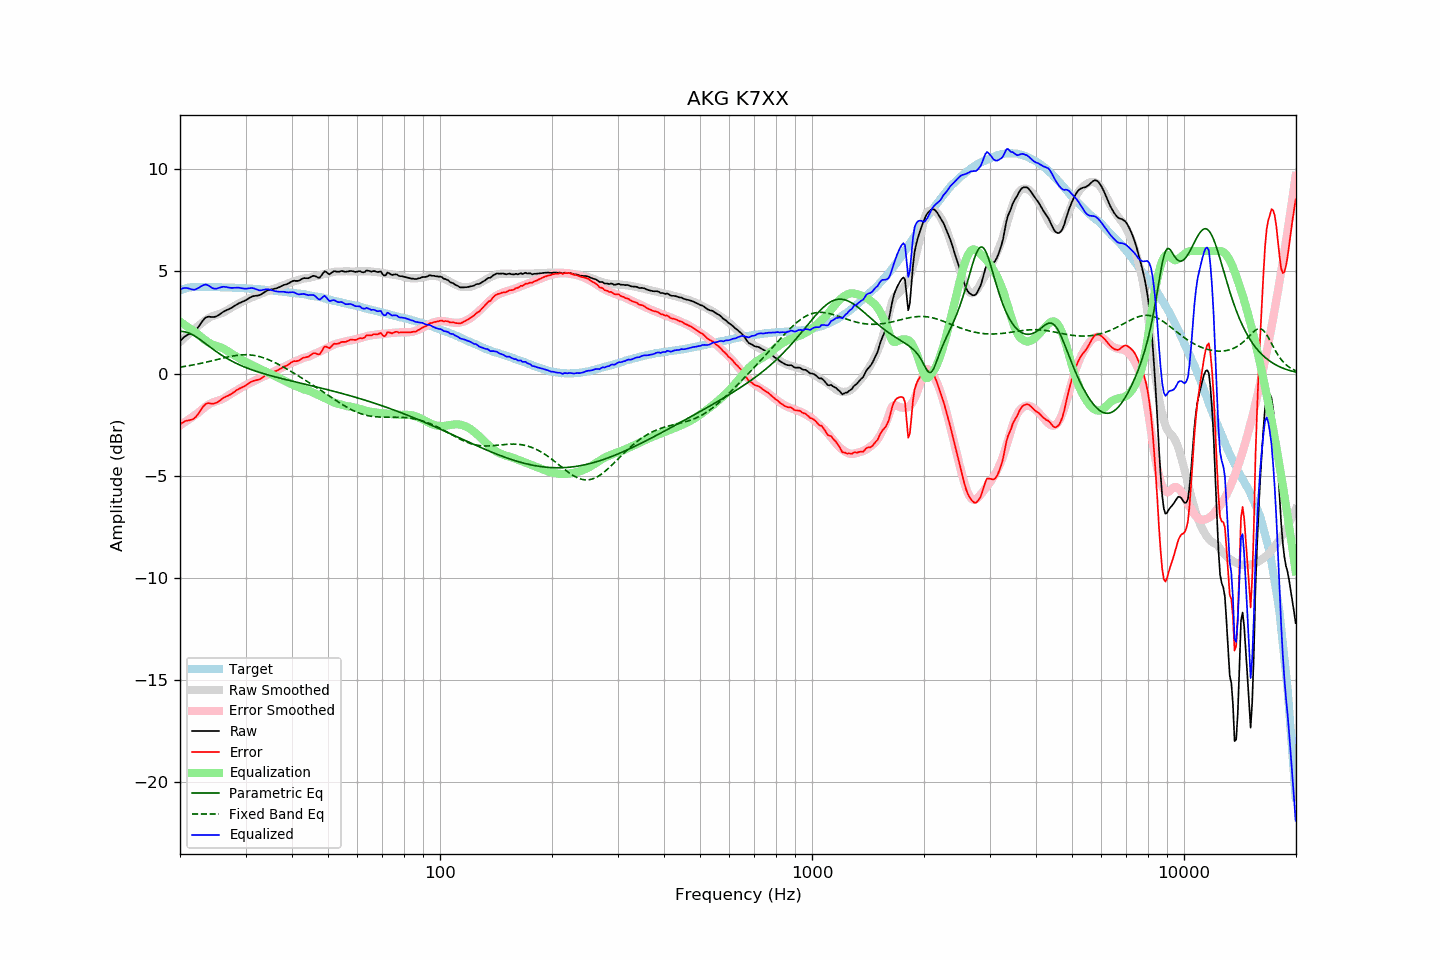 AKG K7XX
Amplitude (dBr)
10
5
0
−5
−10
−15
−20
Target
Raw Smoothed
Error Smoothed
Raw
Error
Equalization
Parametric Eq
Fixed Band Eq
Equalized
100
1000
10000
Frequency (Hz)